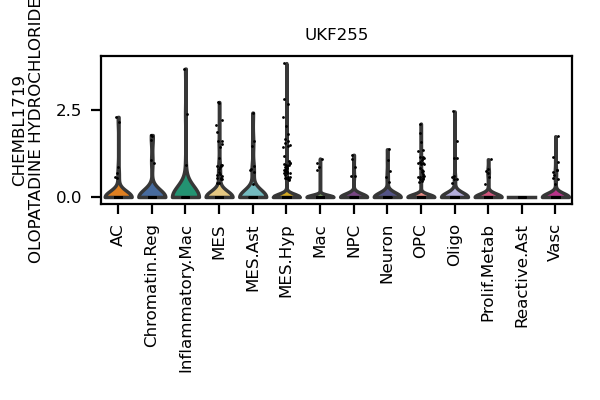 UKF255
CHEMBL1719
OLOPATADINE HYDROCHLORIDE
2.5
0.0
AC
Chromatin.Reg
Inflammatory.Mac
MES
MES.Ast
MES.Hyp
Mac
NPC
Neuron
OPC
Oligo
Prolif.Metab
Reactive.Ast
Vasc